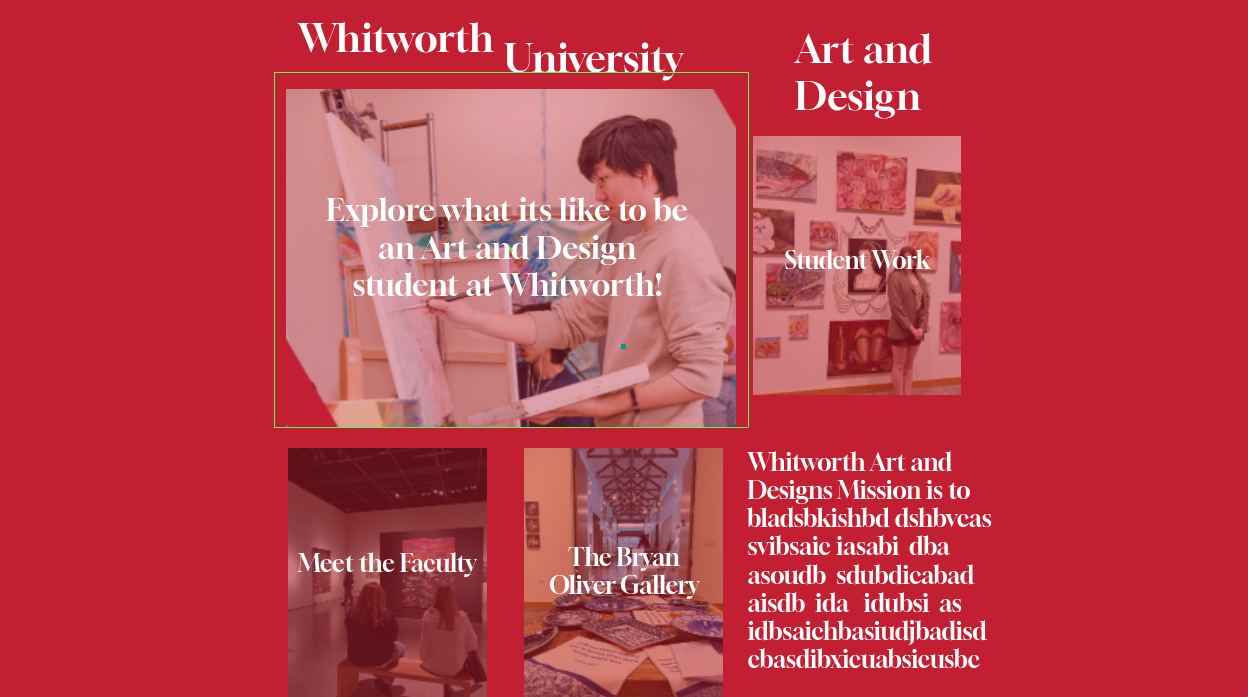 Whitworth
University
Art and
Design
Explore what its like to be
an Art and Design
student at Whitworth!
Student Work
Meet the Faculty
The Bryan
Oliver Gallery
Whitworth Art and
Designs Mission is to
bladsbkishbd dshbvcas
svibsaic iasabi dba
asoudb sdubdicabad
aisdb ida idubsi as
idbsaichbasiudjbadisd
cbasdibxicuabsicusbc